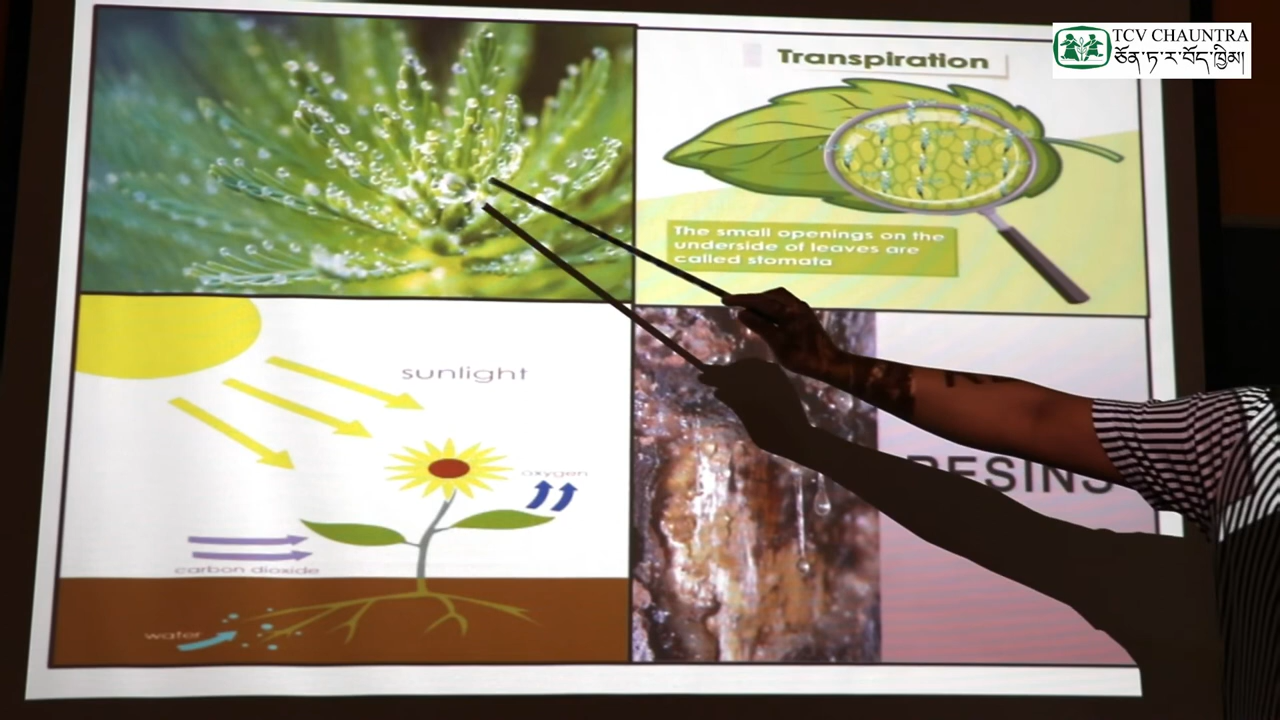 TCV CHAUNTRA
ཅོན་ཏ་ར་བོད་ཁྱིམ།
Transpiration
The small openings on the
underside of leaves are
called stomata
sunlight
oxygen
carbon dioxide
water
RESINS